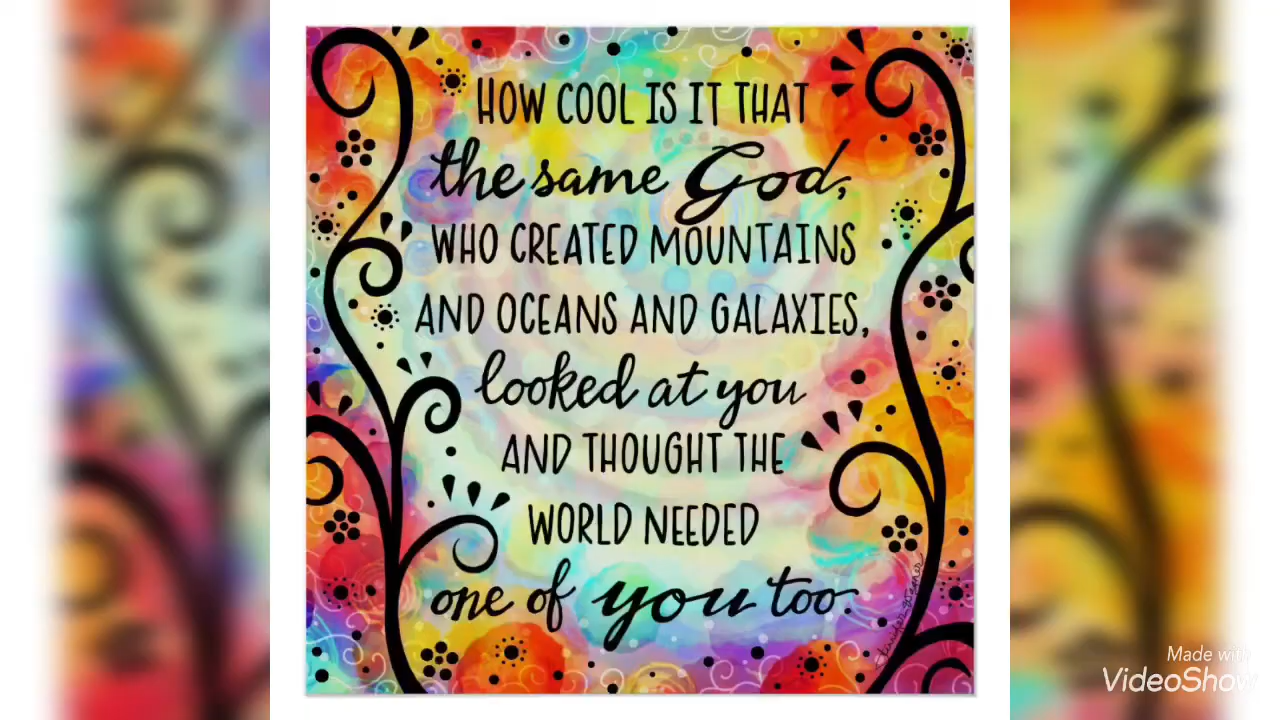 HOW COOL IS IT THAT
the same God,
WHO CREATED MOUNTAINS
AND OCEANS AND GALAXIES,
looked at you
AND THOUGHT THE
WORLD NEEDED
one of you too.
Made with
VideoShow